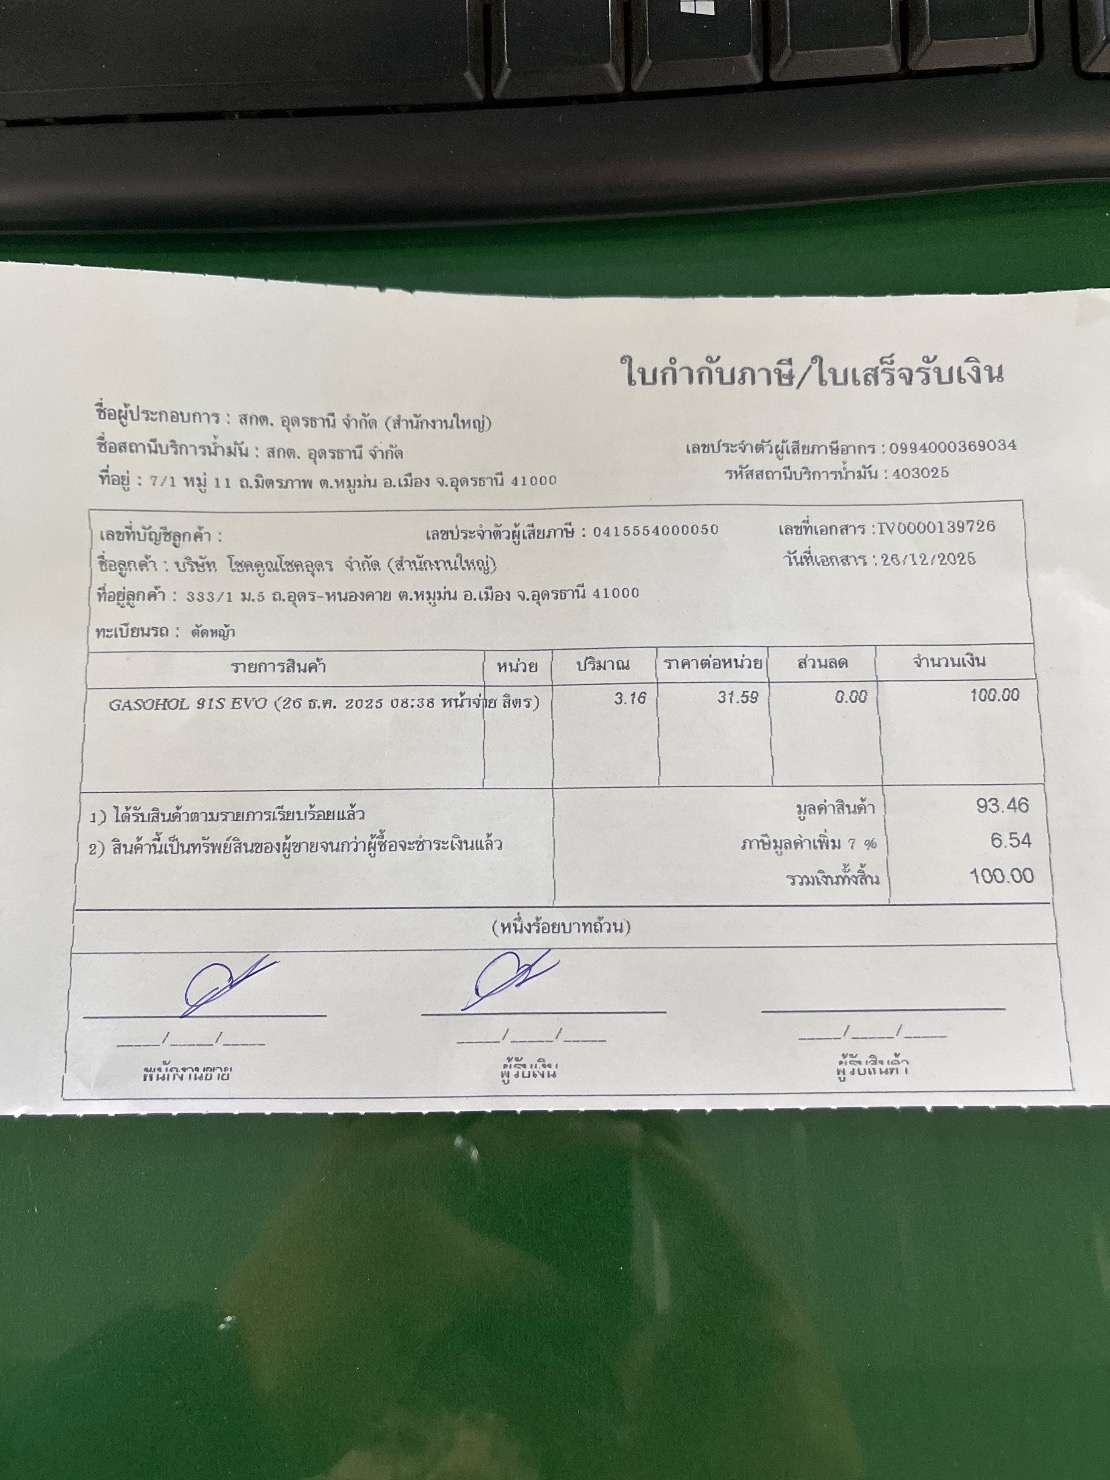 ใบกำกับภาษี/ใบเสร็จรับเงิน
ชื่อผู้ประกอบการ : สกต. อุดรธานี จำกัด (สำนักงานใหญ่)
ชื่อสถานีบริการน้ำมัน : สกต. อุดรธานี จำกัด เลขประจำตัวผู้เสียภาษีอากร : 0994000369034
ที่อยู่ : 7/1 หมู่ 11 ถ.มิตรภาพ ต.หมูม่น อ.เมือง จ.อุดรธานี 41000 รหัสสถานีบริการน้ำมัน : 403025
เลขที่บัญชีลูกค้า : เลขประจำตัวผู้เสียภาษี : 0415554000050 เลขที่เอกสาร : IV0000139726
ชื่อลูกค้า : บริษัท โชคคูณโชคอุดร จำกัด (สำนักงานใหญ่) วันที่เอกสาร : 26/12/2025
ที่อยู่ลูกค้า : 333/1 ม.5 ถ.อุดร-หนองคาย ต.หมูม่น อ.เมือง จ.อุดรธานี 41000
ทะเบียนรถ : ตัดหญ้า
รายการสินค้า หน่วย ปริมาณ ราคาต่อหน่วย ส่วนลด จำนวนเงิน
GASOHOL 91S EVO (26 ธ.ค. 2025 08:38 หน้าจ่าย ลิตร) 3.16 31.59 0.00 100.00
1) ได้รับสินค้าตามรายการเรียบร้อยแล้ว มูลค่าสินค้า 93.46
2) สินค้านี้เป็นทรัพย์สินของผู้ขายจนกว่าผู้ซื้อจะชำระเงินแล้ว ภาษีมูลค่าเพิ่ม 7 % 6.54
รวมเงินทั้งสิ้น 100.00
(หนึ่งร้อยบาทถ้วน)
____/____/____ ____/____/____ ____/____/____
พนักงานขาย ผู้รับเงิน ผู้รับสินค้า